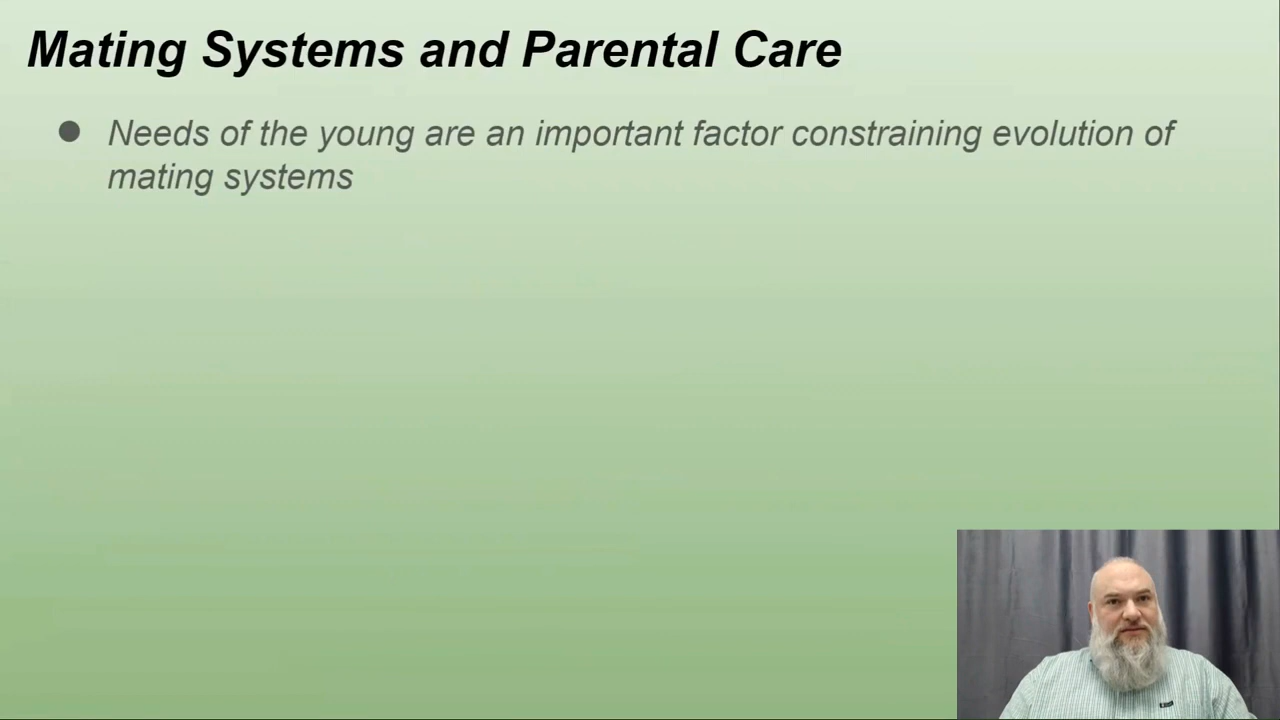 Mating Systems and Parental Care
● Needs of the young are an important factor constraining evolution of
mating systems